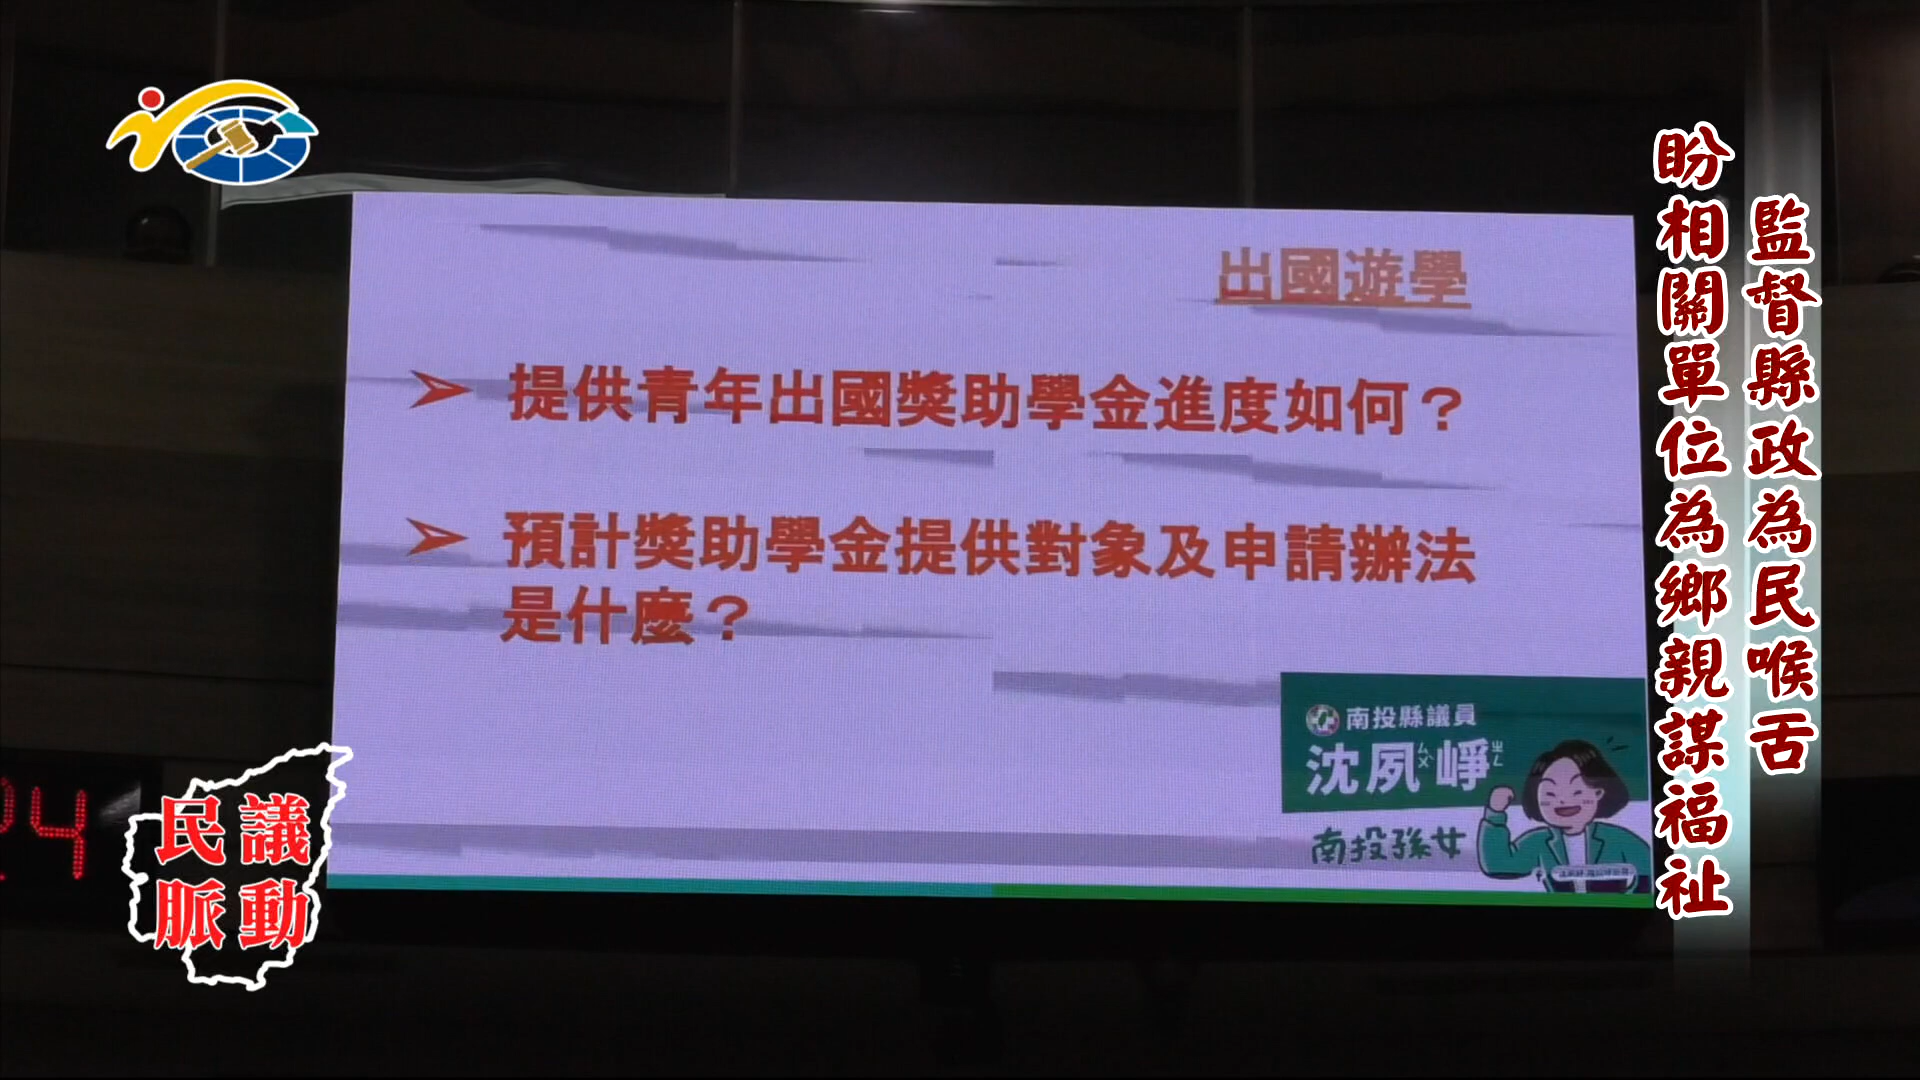 監督縣政為民喉舌
盼相關單位為鄉親謀福祉
出國遊學
提供青年出國獎助學金進度如何？
預計獎助學金提供對象及申請辦法
是什麼？
南投縣議員
沈夙崢
ㄙㄨˋ
ㄓㄥ
南投孫女
24
民議
脈動